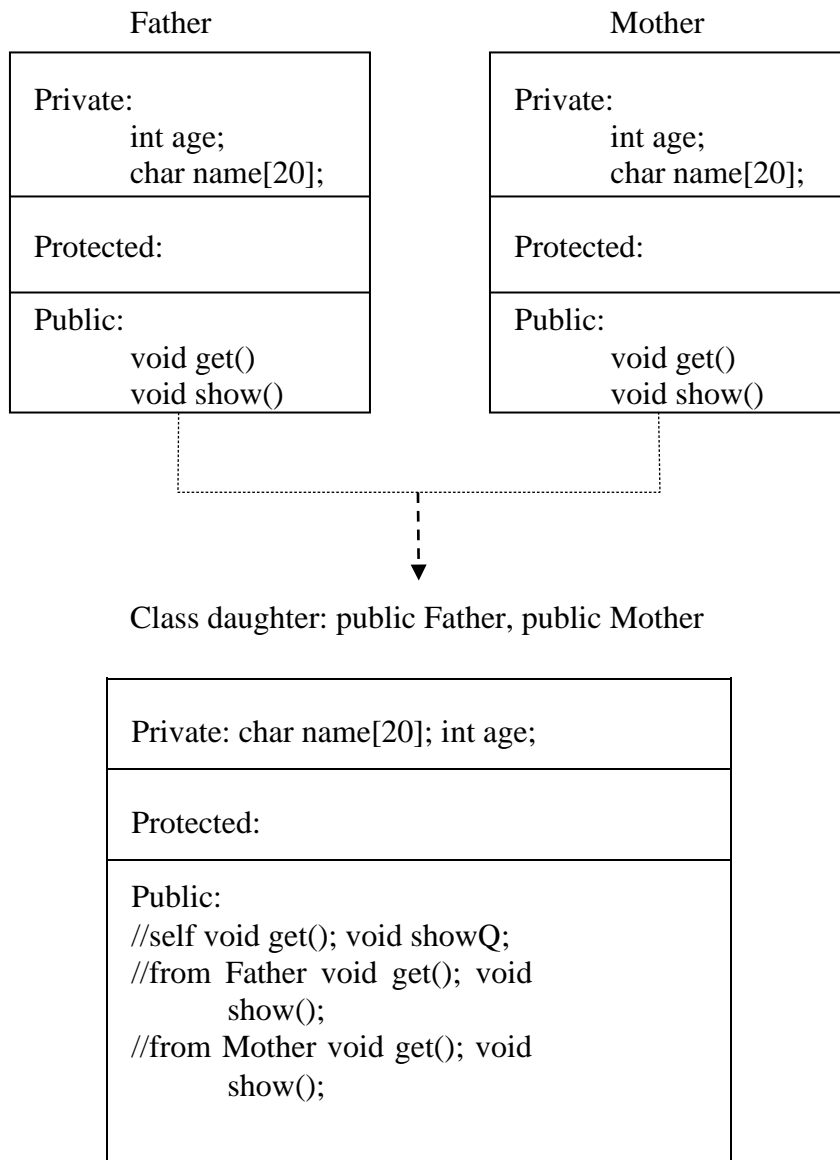 Father
Private:
int age;
char name[20];
Protected:
Public:
void get()
void show()
Mother
Private:
int age;
char name[20];
Protected:
Public:
void get()
void show()
Class daughter: public Father, public Mother
Private: char name[20]; int age;
Protected:
Public:
//self void get(); void showQ;
//from Father void get(); void
show();
//from Mother void get(); void
show();